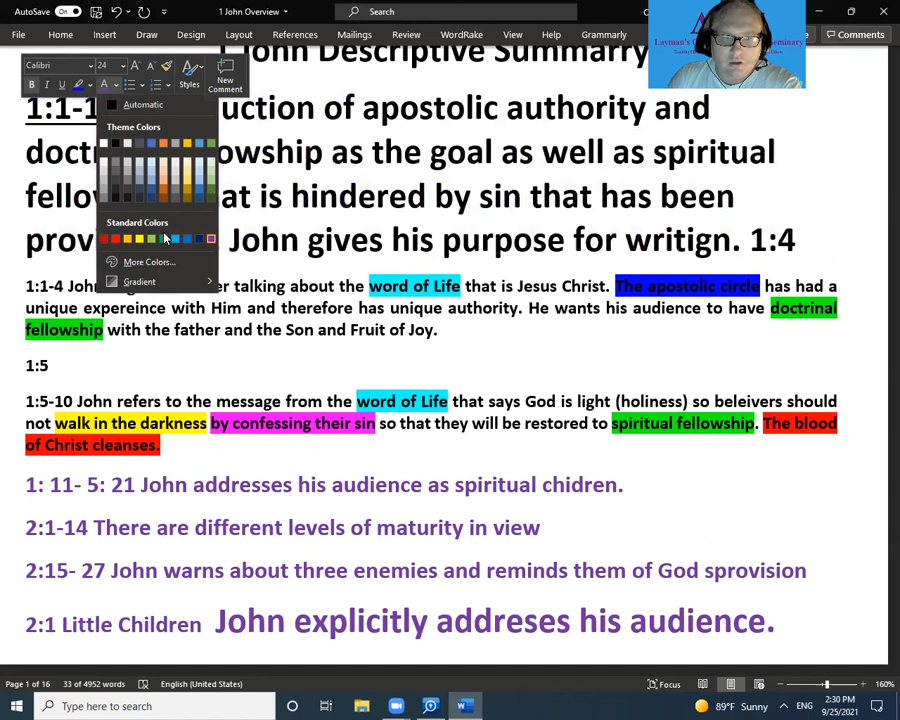 AutoSave On 1 John Overview Search
File Home Insert Draw Design Layout References Mailings Review WordRake View Help Grammarly Comments
Layman's Seminary
John Descriptive Summary
Calibri 24 A A Styles New Comment
B I U A
1:1-1 uction of apostolic authority and
doctr owship as the goal as well as spiritual
fellow at is hindered by sin that has been
provi John gives his purpose for writign. 1:4
Automatic
Theme Colors
Standard Colors
More Colors...
Gradient
1:1-4 Joh er talking about the word of Life that is Jesus Christ. The apostolic circle has had a
unique expereince with Him and therefore has unique authority. He wants his audience to have doctrinal
fellowship with the father and the Son and Fruit of Joy.
1:5
1:5-10 John refers to the message from the word of Life that says God is light (holiness) so beleivers should
not walk in the darkness by confessing their sin so that they will be restored to spiritual fellowship. The blood
of Christ cleanses.
1: 11- 5: 21 John addresses his audience as spiritual chidren.
2:1-14 There are different levels of maturity in view
2:15- 27 John warns about three enemies and reminds them of God sprovision
2:1 Little Children John explicitly addreses his audience.
Page 1 of 16 33 of 4952 words English (United States) Focus 160%
Type here to search 89°F Sunny ENG 2:30 PM
9/25/2021